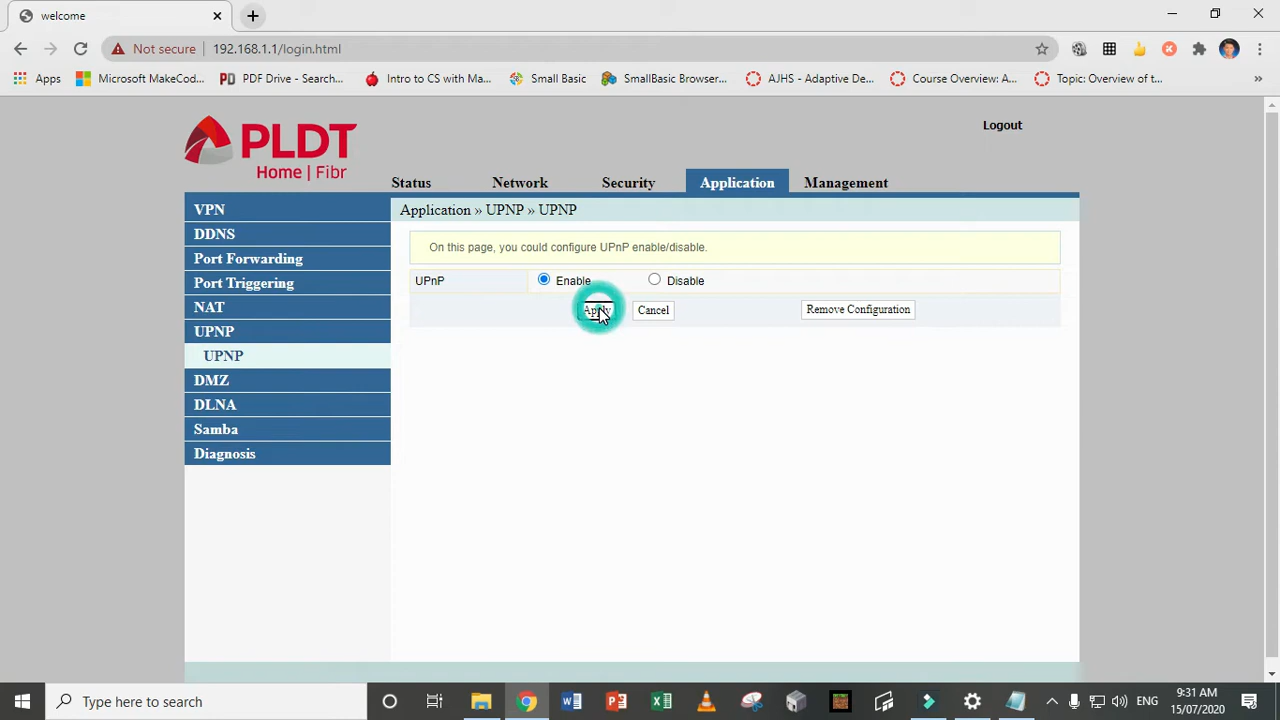 welcome
Not secure
192.168.1.1/login.html
Apps
Microsoft MakeCod...
PDF Drive - Search...
Intro to CS with Ma...
Small Basic
SmallBasic Browser...
AJHS - Adaptive De...
Course Overview: A...
Topic: Overview of t...
PLDT
Home | Fibr
Logout
Status
Network
Security
Application
Management
VPN
DDNS
Port Forwarding
Port Triggering
NAT
UPNP
UPNP
DMZ
DLNA
Samba
Diagnosis
Application » UPNP » UPNP
On this page, you could configure UPnP enable/disable.
UPnP
Enable
Disable
Apply
Cancel
Remove Configuration
Type here to search
ENG
9:31 AM
15/07/2020